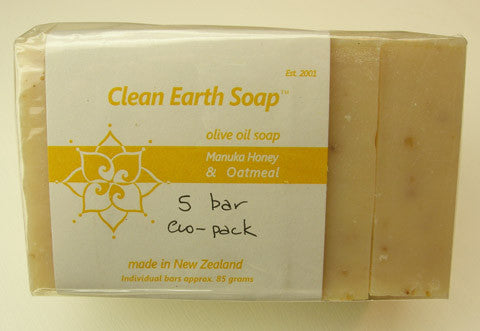 Est. 2001
Clean Earth Soap™
olive oil soap
Manuka Honey
& Oatmeal
5 bar
eco-pack
made in New Zealand
Individual bars approx. 85 grams